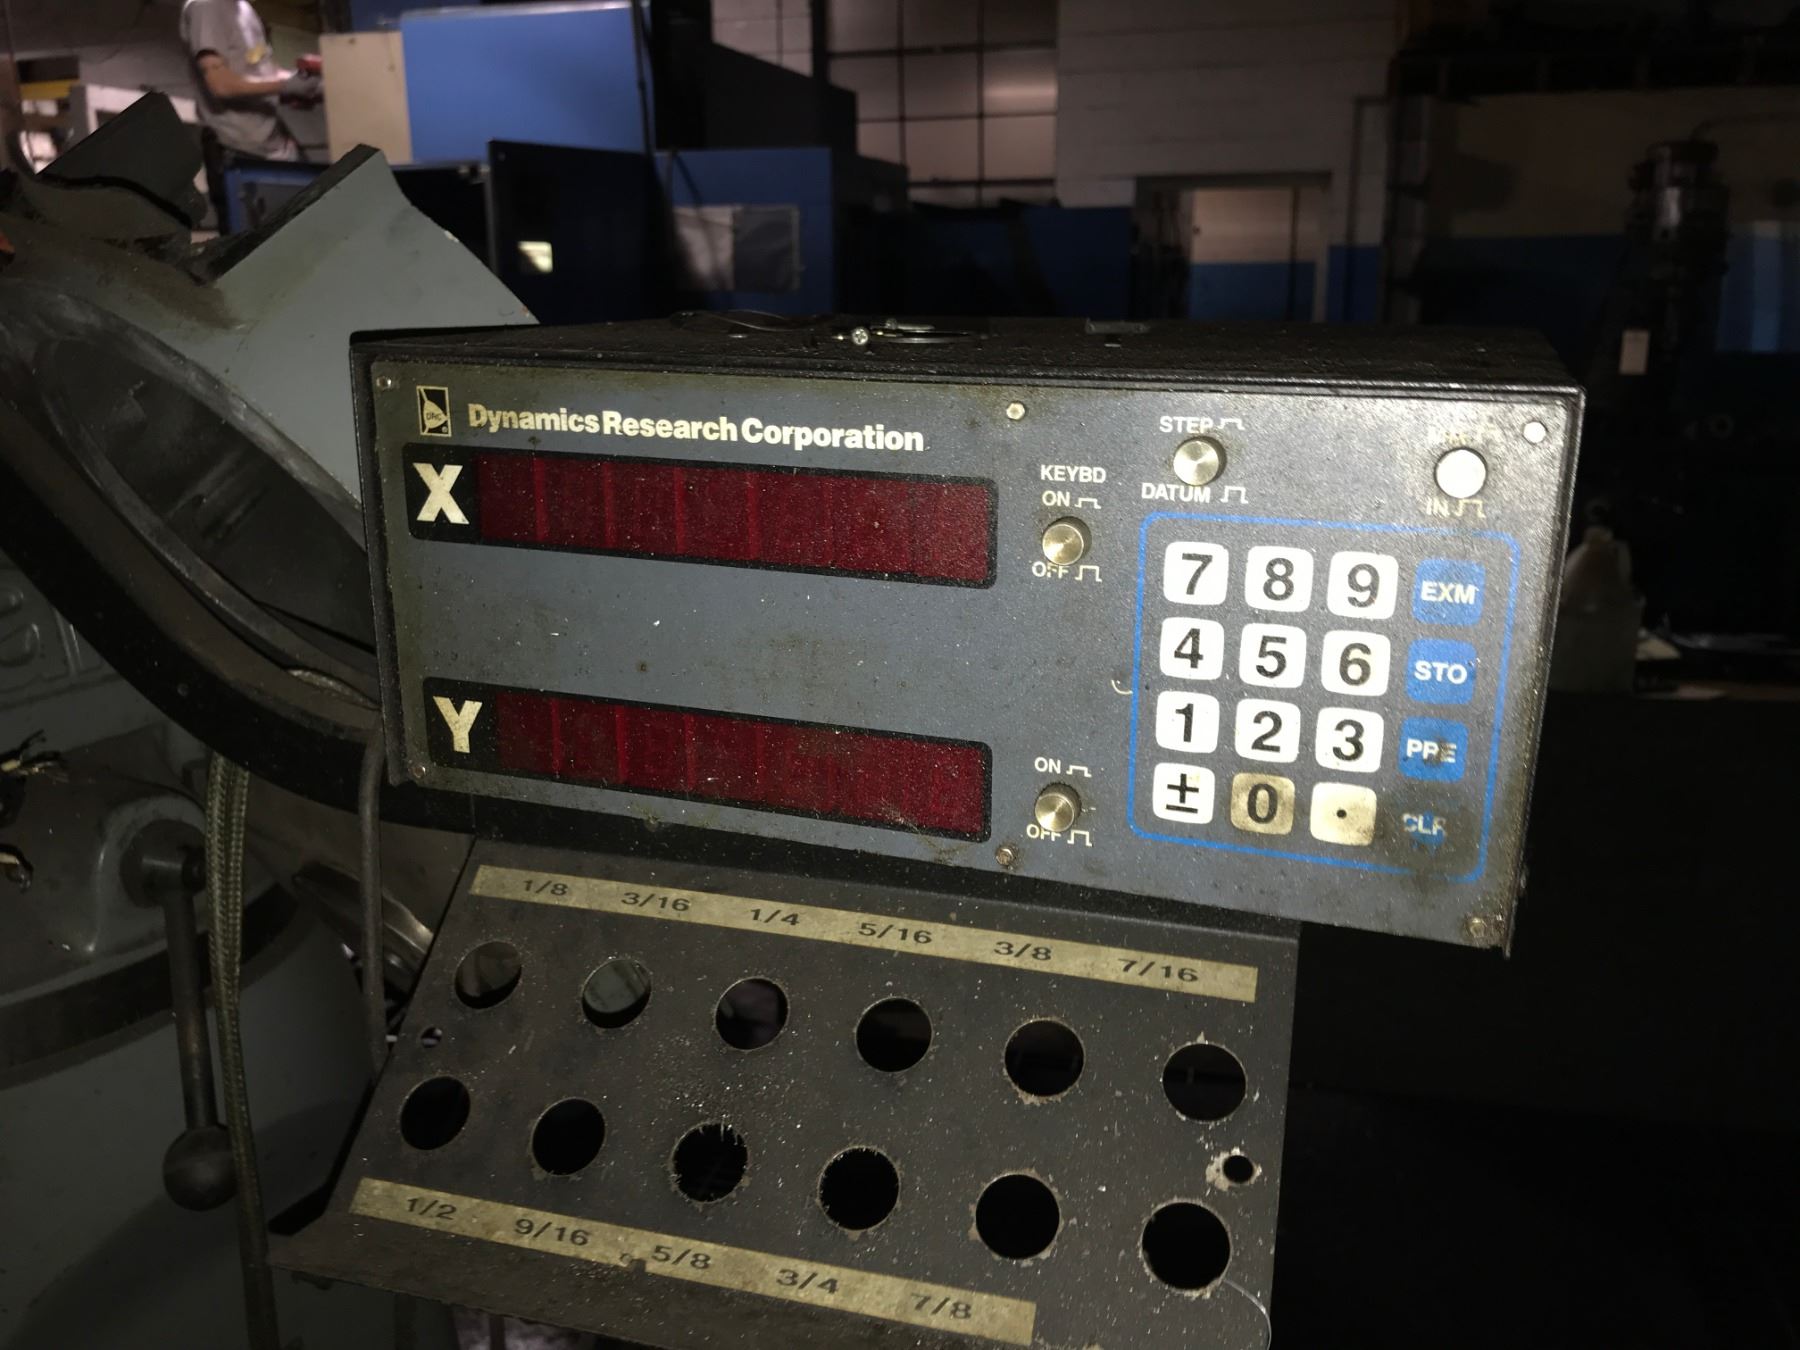 DRC
Dynamics Research Corporation
X
Y
KEYBD
ON
OFF
ON
OFF
STEP
DATUM
IN
7 8 9 EXM
4 5 6 STO
1 2 3 PRE
± 0 . CLR
1/8 3/16 1/4 5/16 3/8 7/16
1/2 9/16 5/8 3/4 7/8